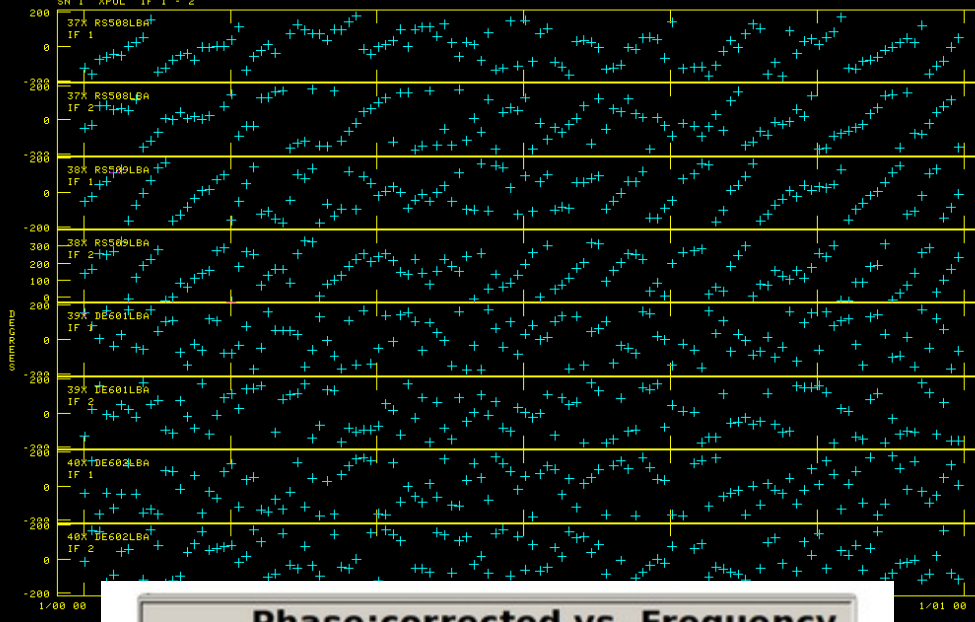 SN 1 XPOL IF 1 - 2
200
37X RS508LBA
IF 1
0
-200
200
37X RS508LBA
IF 2
0
-200
200
38X RS509LBA
IF 1
0
-200
38X RS509LBA
300
IF 2
200
100
0
200
39X DE601LBA
IF 1
0
DEGREES
-200
200
39X DE601LBA
IF 2
0
-200
200
40X DE602LBA
IF 1
0
-200
200
40X DE602LBA
IF 2
0
-200
1/00 00 1/01 00
Phase:corrected vs. Frequency